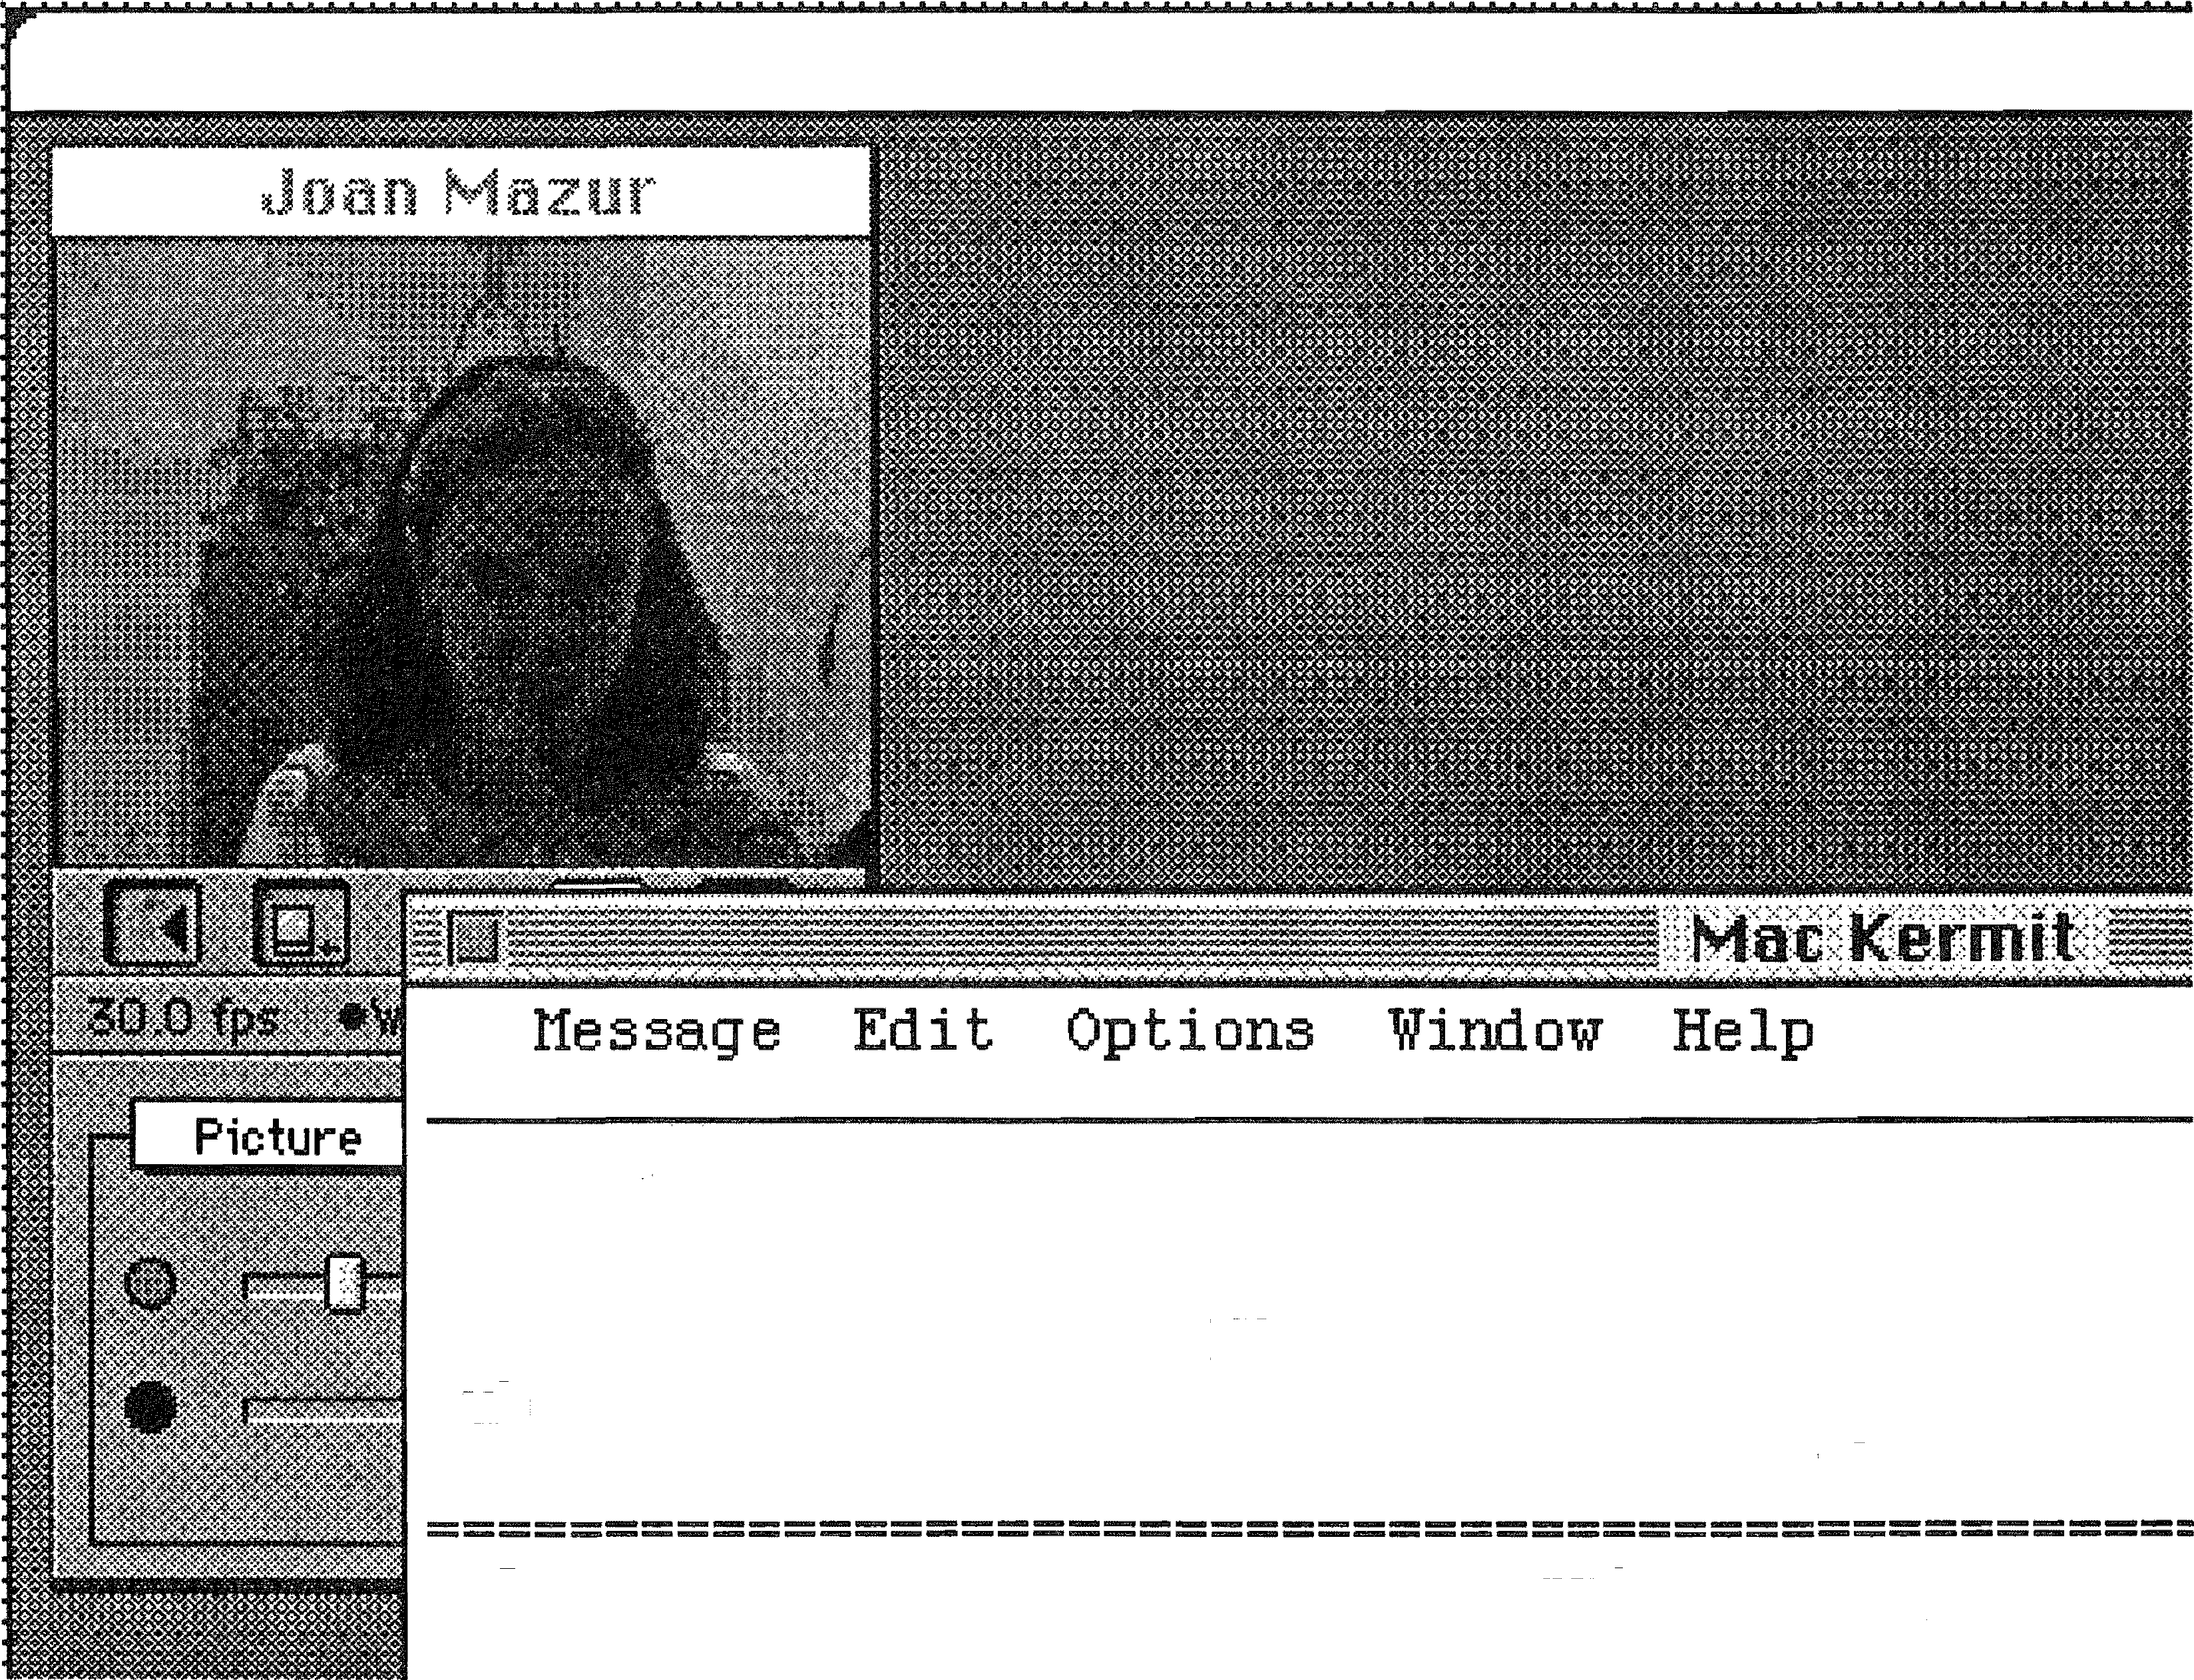 Joan Mazur
Mac Kermit
30.0 fps
Message Edit Options Window Help
Picture